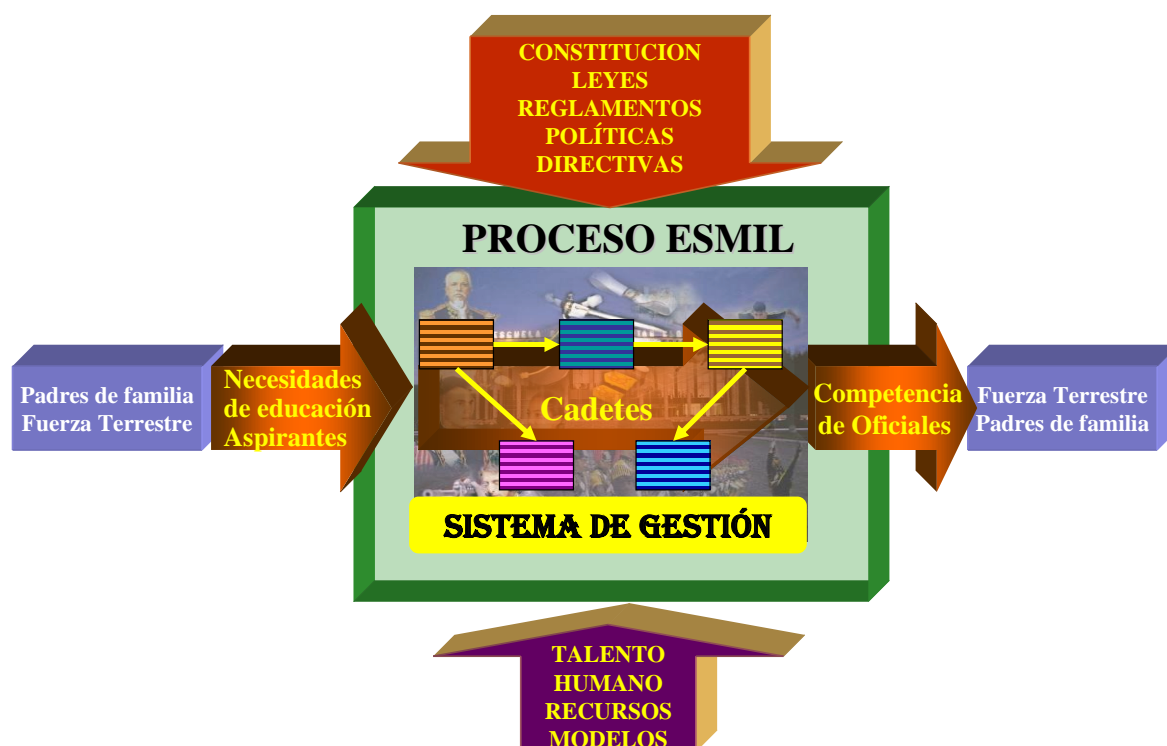 CONSTITUCION
LEYES
REGLAMENTOS
POLÍTICAS
DIRECTIVAS
PROCESO ESMIL
Padres de familia
Fuerza Terrestre
Necesidades
de educación
Aspirantes
ESCUELA
Cadetes
Competencia
de Oficiales
Fuerza Terrestre
Padres de familia
SISTEMA DE GESTIÓN
TALENTO
HUMANO
RECURSOS
MODELOS